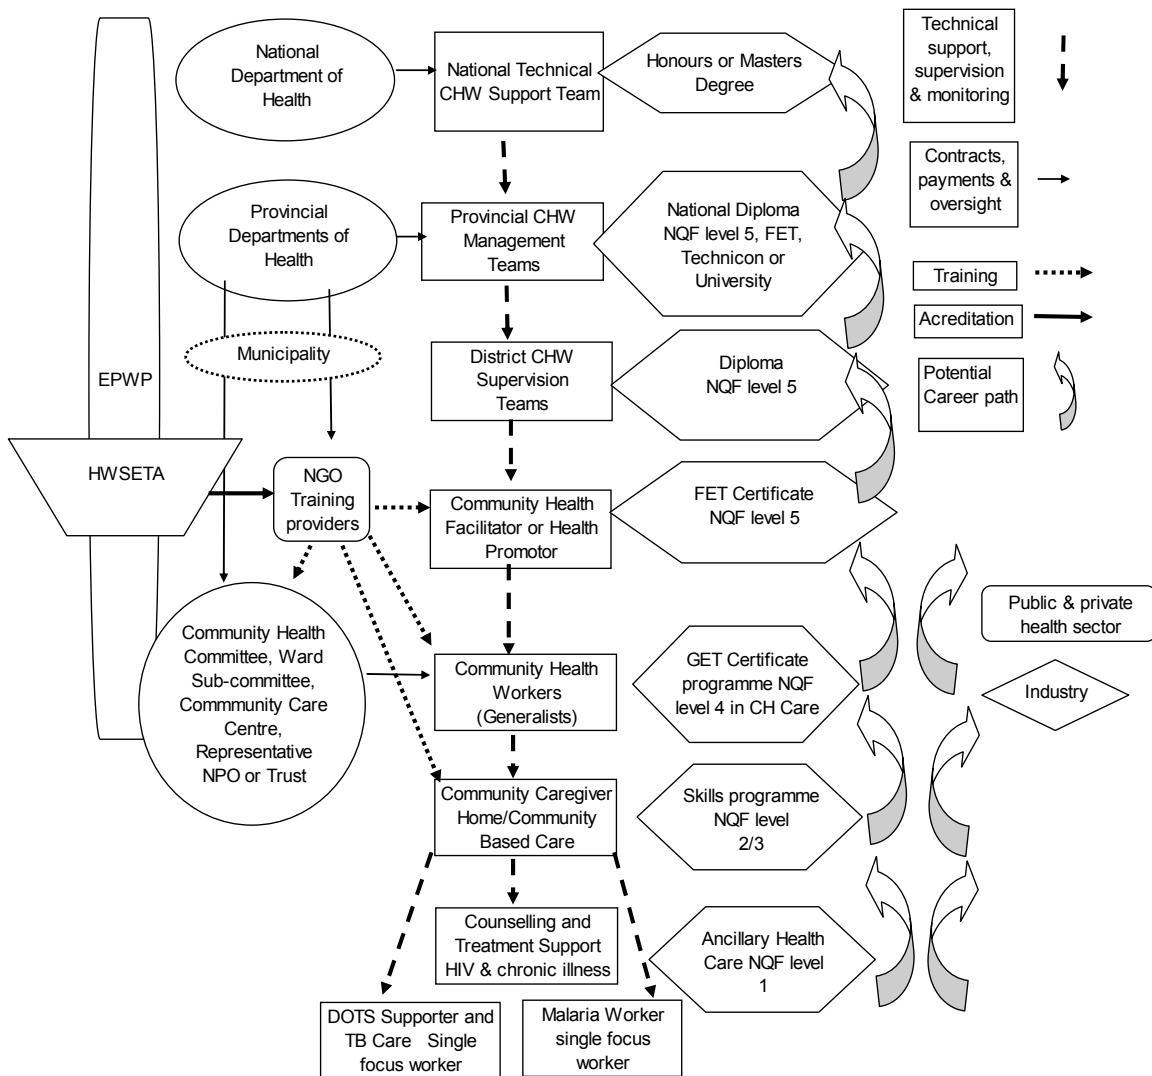 National
Department of
Health
National Technical
CHW Support Team
Honours or Masters
Degree
Technical
support,
supervision
& monitoring
Contracts,
payments &
oversight
Provincial
Departments of
Health
Provincial CHW
Management
Teams
National Diploma
NQF level 5, FET,
Technicon or
University
Training
Acreditation
Municipality
EPWP
District CHW
Supervision
Teams
Diploma
NQF level 5
Potential
Career path
HWSETA
NGO
Training
providers
Community Health
Facilitator or Health
Promotor
FET Certificate
NQF level 5
Community Health
Committee, Ward
Sub-committee,
Commmunity Care
Centre,
Representative
NPO or Trust
Community Health
Workers
(Generalists)
GET Certificate
programme NQF
level 4 in CH Care
Public & private
health sector
Industry
Community Caregiver
Home/Community
Based Care
Skills programme
NQF level
2/3
Counselling and
Treatment Support
HIV & chronic illness
Ancillary Health
Care NQF level
1
DOTS Supporter and
TB Care Single
focus worker
Malaria Worker
single focus
worker